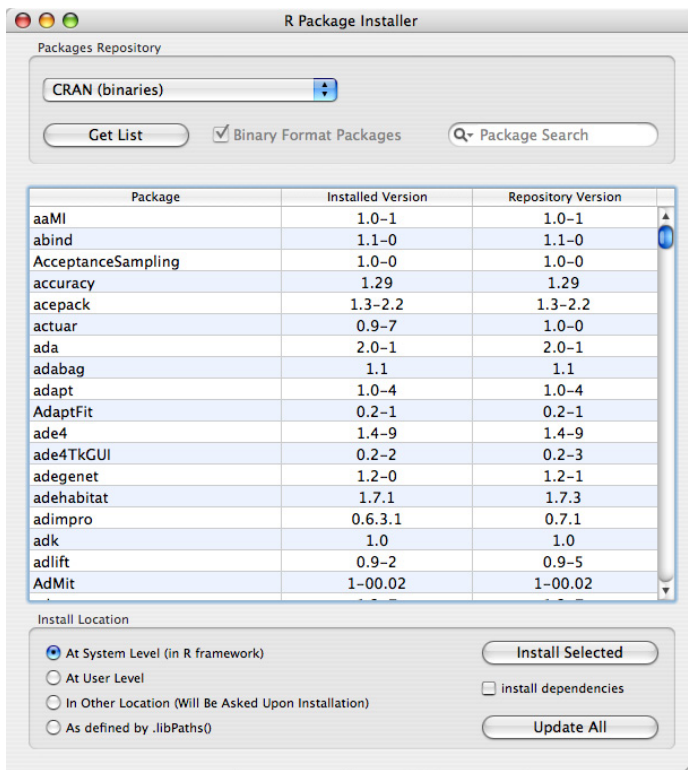 R Package Installer
Packages Repository
CRAN (binaries)
Get List Binary Format Packages Package Search
Package Installed Version Repository Version
aaMI 1.0-1 1.0-1
abind 1.1-0 1.1-0
AcceptanceSampling 1.0-0 1.0-0
accuracy 1.29 1.29
acepack 1.3-2.2 1.3-2.2
actuar 0.9-7 1.0-0
ada 2.0-1 2.0-1
adabag 1.1 1.1
adapt 1.0-4 1.0-4
AdaptFit 0.2-1 0.2-1
ade4 1.4-9 1.4-9
ade4TkGUI 0.2-2 0.2-3
adegenet 1.2-0 1.2-1
adehabitat 1.7.1 1.7.3
adimpro 0.6.3.1 0.7.1
adk 1.0 1.0
adlift 0.9-2 0.9-5
AdMit 1-00.02 1-00.02
Install Location
At System Level (in R framework) Install Selected
At User Level
install dependencies
In Other Location (Will Be Asked Upon Installation)
As defined by .libPaths() Update All